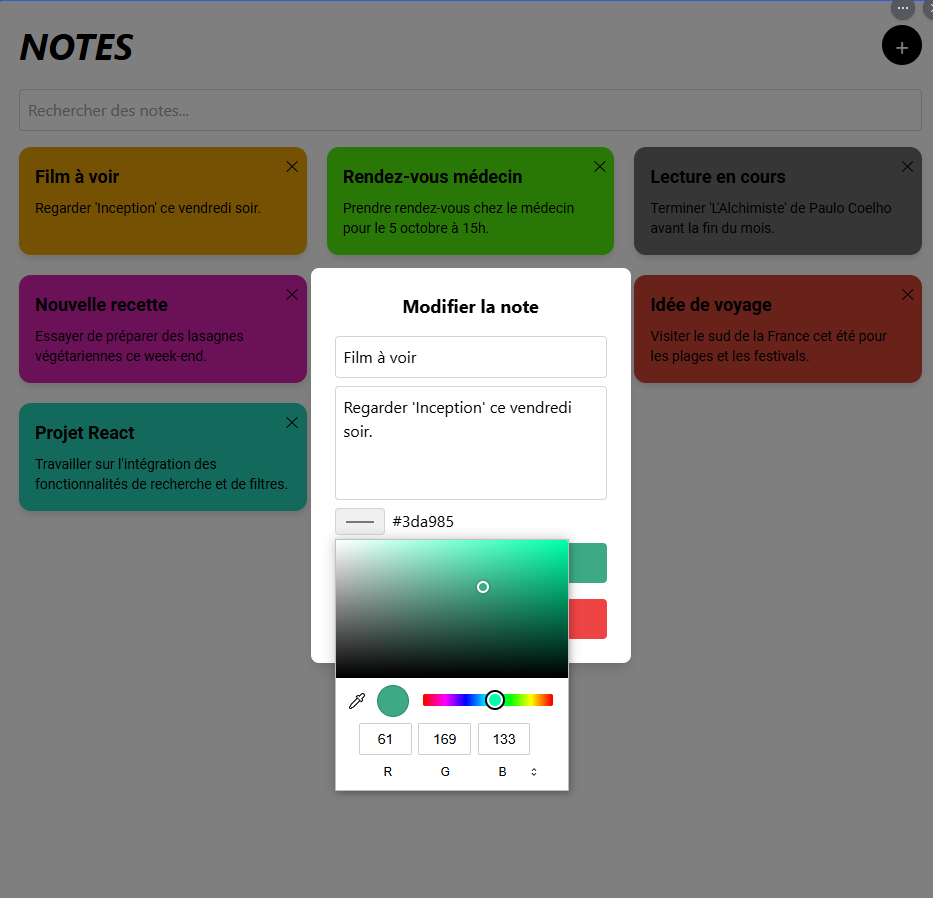 NOTES
+
Rechercher des notes...
Film à voir
Regarder 'Inception' ce vendredi soir.
Rendez-vous médecin
Prendre rendez-vous chez le médecin
pour le 5 octobre à 15h.
Lecture en cours
Terminer 'L'Alchimiste' de Paulo Coelho
avant la fin du mois.
Nouvelle recette
Essayer de préparer des lasagnes
végétariennes ce week-end.
Idée de voyage
Visiter le sud de la France cet été pour
les plages et les festivals.
Projet React
Travailler sur l'intégration des
fonctionnalités de recherche et de filtres.
Modifier la note
Film à voir
Regarder 'Inception' ce vendredi
soir.
#3da985
61 169 133
R G B